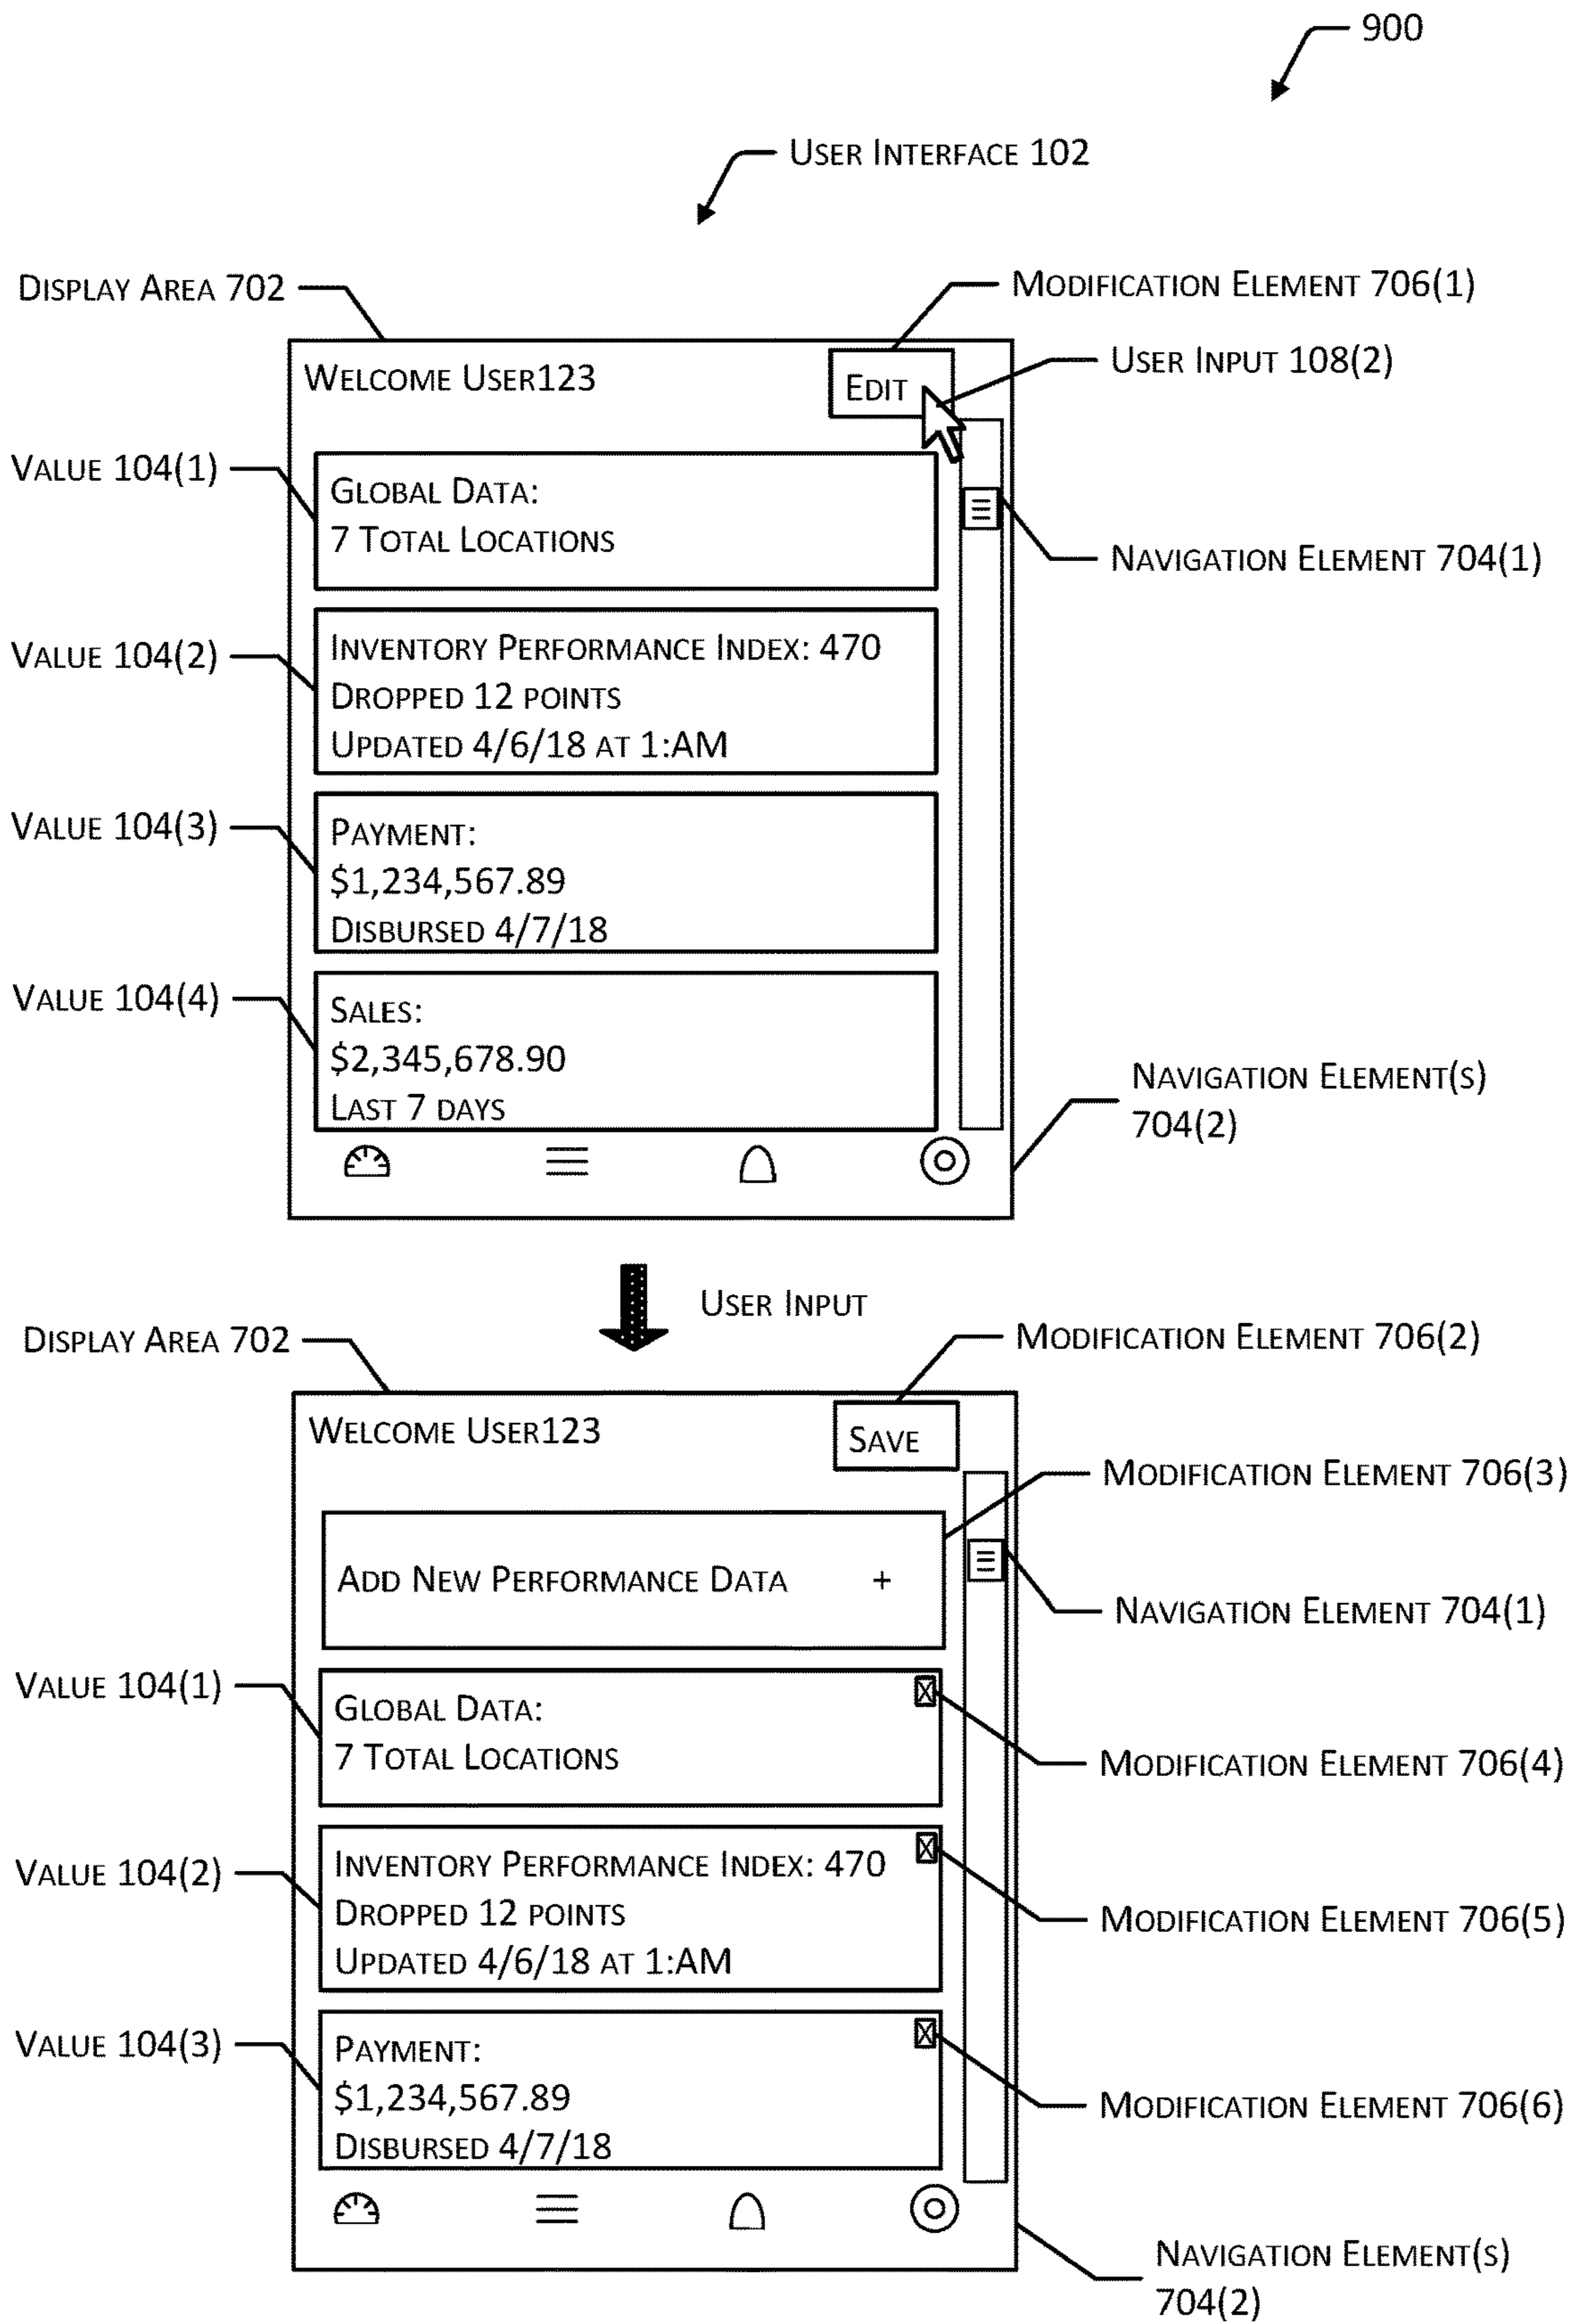 900
USER INTERFACE 102
DISPLAY AREA 702
MODIFICATION ELEMENT 706(1)
WELCOME USER123
EDIT
USER INPUT 108(2)
VALUE 104(1)
GLOBAL DATA:
7 TOTAL LOCATIONS
NAVIGATION ELEMENT 704(1)
VALUE 104(2)
INVENTORY PERFORMANCE INDEX: 470
DROPPED 12 POINTS
UPDATED 4/6/18 AT 1:AM
VALUE 104(3)
PAYMENT:
$1,234,567.89
DISBURSED 4/7/18
VALUE 104(4)
SALES:
$2,345,678.90
LAST 7 DAYS
NAVIGATION ELEMENT(S)
704(2)
USER INPUT
DISPLAY AREA 702
MODIFICATION ELEMENT 706(2)
WELCOME USER123
SAVE
MODIFICATION ELEMENT 706(3)
ADD NEW PERFORMANCE DATA +
NAVIGATION ELEMENT 704(1)
VALUE 104(1)
GLOBAL DATA:
7 TOTAL LOCATIONS
MODIFICATION ELEMENT 706(4)
VALUE 104(2)
INVENTORY PERFORMANCE INDEX: 470
DROPPED 12 POINTS
UPDATED 4/6/18 AT 1:AM
MODIFICATION ELEMENT 706(5)
VALUE 104(3)
PAYMENT:
$1,234,567.89
DISBURSED 4/7/18
MODIFICATION ELEMENT 706(6)
NAVIGATION ELEMENT(S)
704(2)